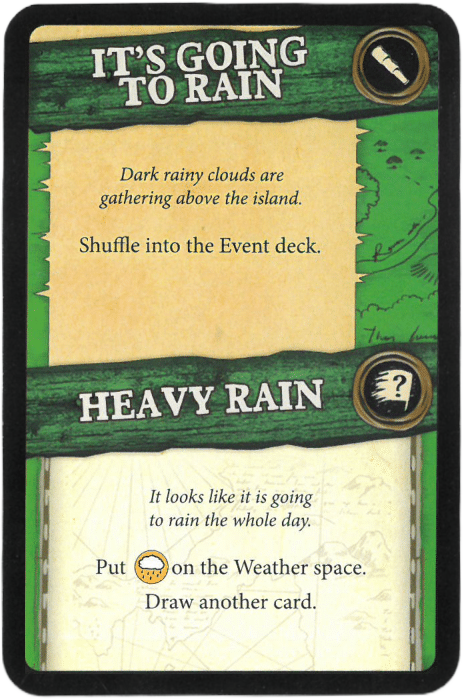 IT'S GOING
TO RAIN
Dark rainy clouds are
gathering above the island.
Shuffle into the Event deck.
HEAVY RAIN
?
It looks like it is going
to rain the whole day.
Put on the Weather space.
Draw another card.